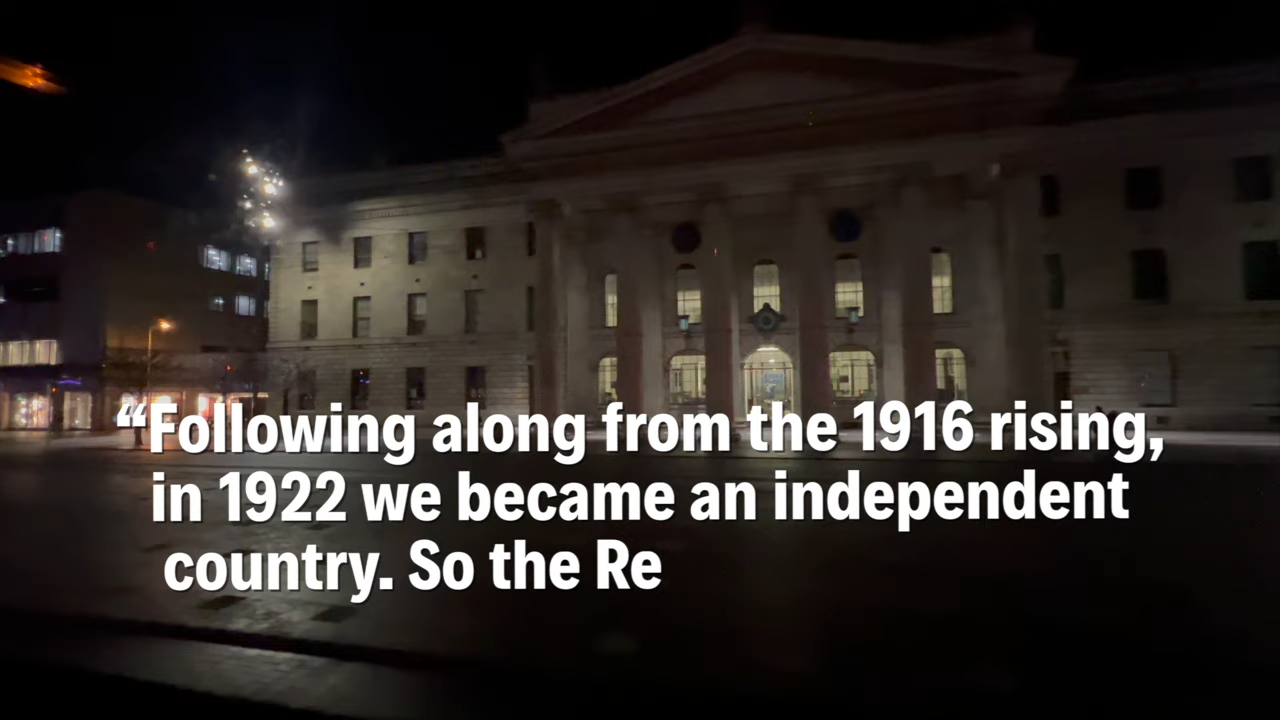 “Following along from the 1916 rising,
in 1922 we became an independent
country. So the Re